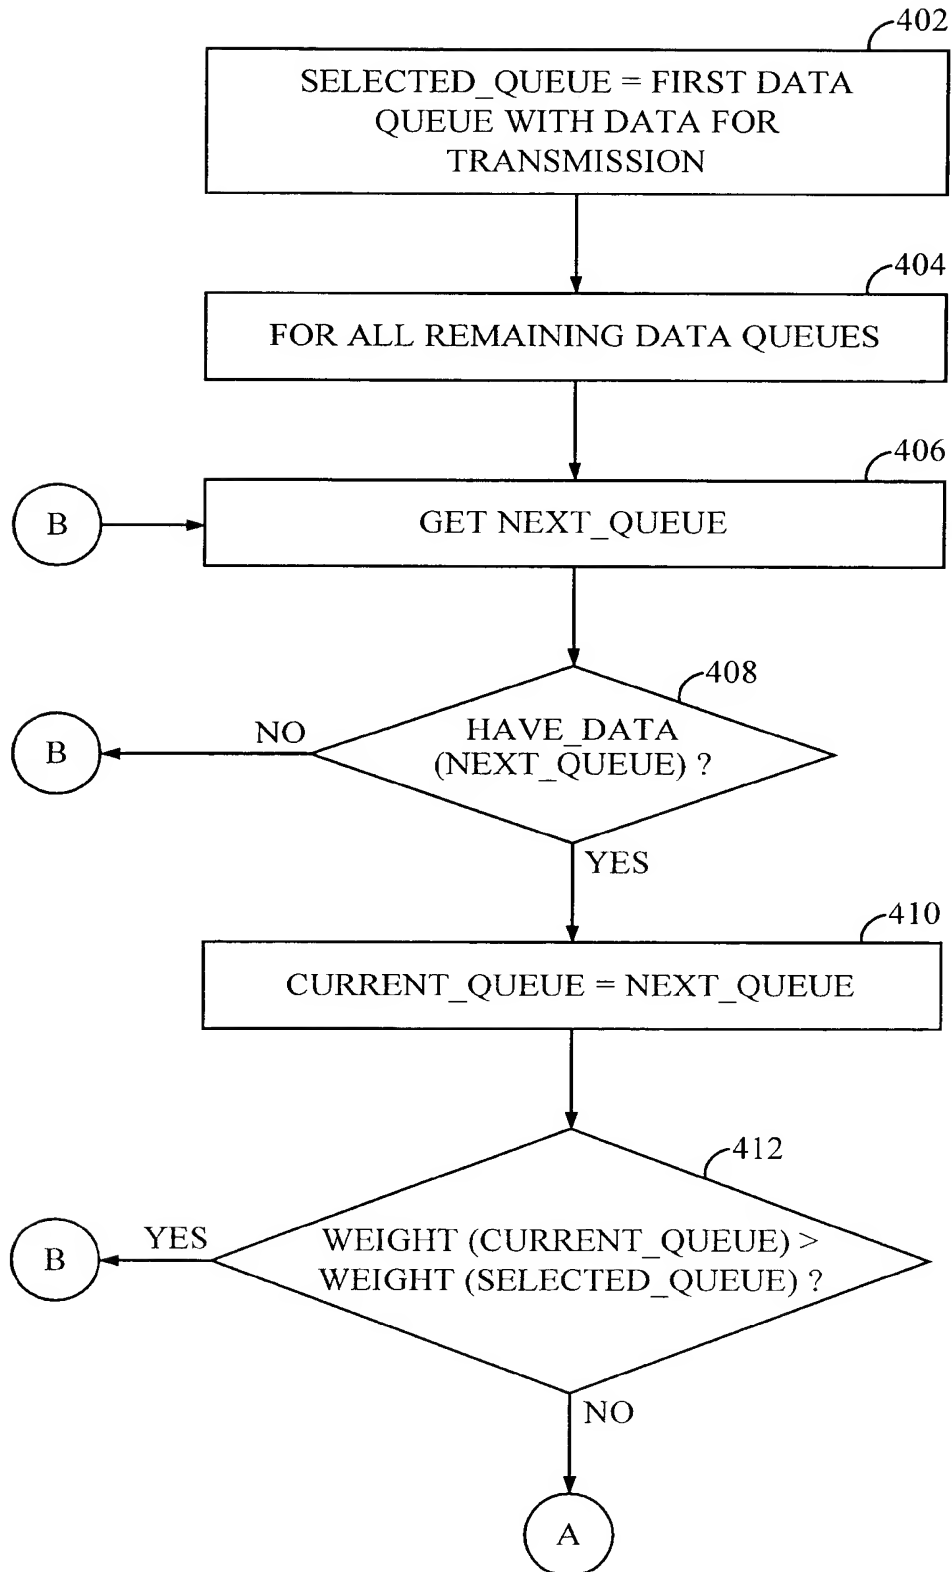 402
SELECTED_QUEUE = FIRST DATA
QUEUE WITH DATA FOR
TRANSMISSION
404
FOR ALL REMAINING DATA QUEUES
406
B
GET NEXT_QUEUE
408
B
NO
HAVE_DATA
(NEXT_QUEUE) ?
YES
410
CURRENT_QUEUE = NEXT_QUEUE
412
B
YES
WEIGHT (CURRENT_QUEUE) >
WEIGHT (SELECTED_QUEUE) ?
NO
A